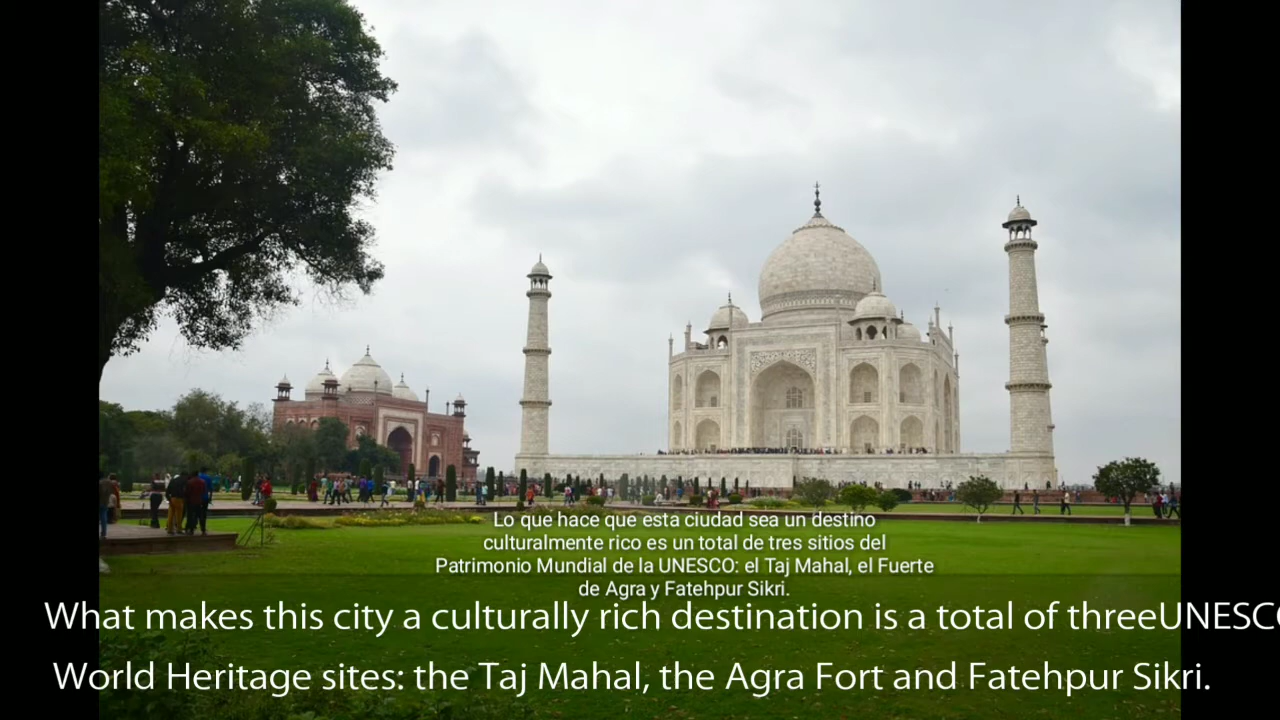 Lo que hace que esta ciudad sea un destino
culturalmente rico es un total de tres sitios del
Patrimonio Mundial de la UNESCO: el Taj Mahal, el Fuerte
de Agra y Fatehpur Sikri.
What makes this city a culturally rich destination is a total of threeUNESCO
World Heritage sites: the Taj Mahal, the Agra Fort and Fatehpur Sikri.